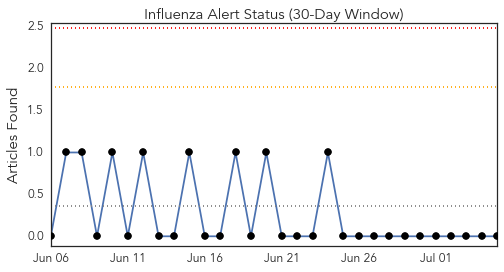 Influenza Alert Status (30-Day Window)
Articles Found
2.5
2.0
1.5
1.0
0.5
0.0
Jun 06 Jun 11 Jun 16 Jun 21 Jun 26 Jul 01